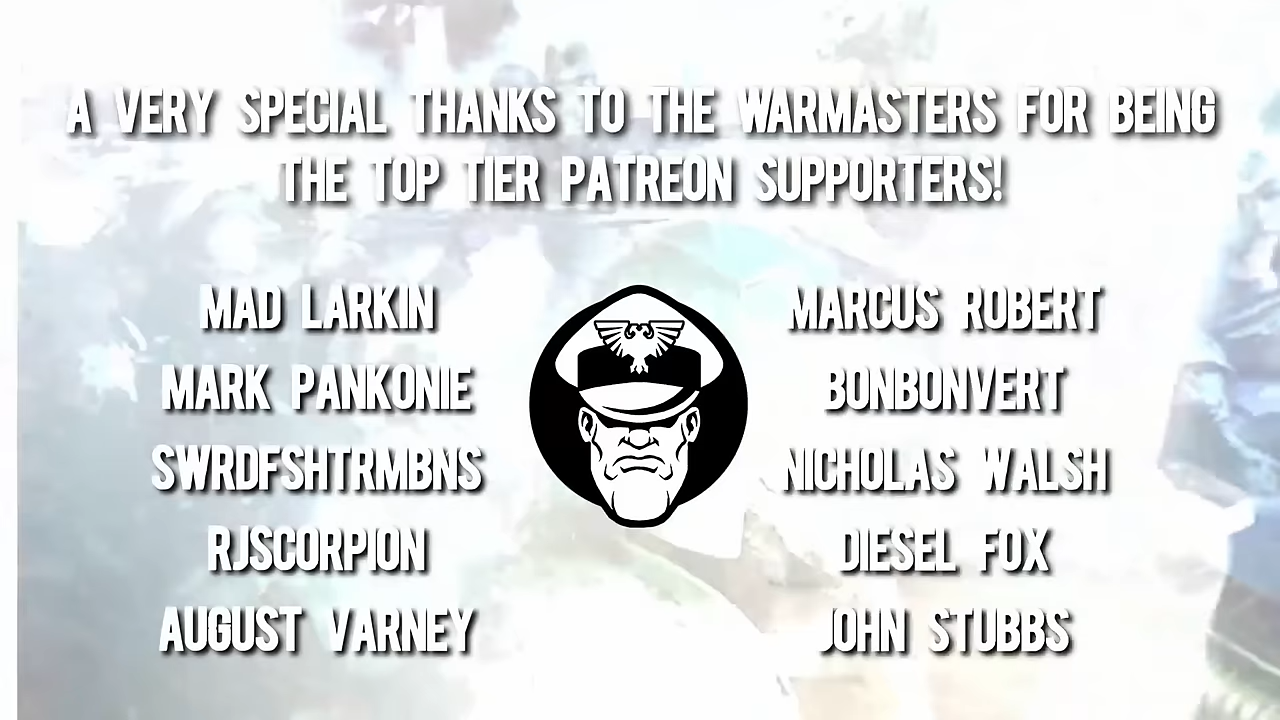 A VERY SPECIAL THANKS TO THE WARMASTERS FOR BEING
THE TOP TIER PATREON SUPPORTERS!
MAD LARKIN
MARK PANKONIE
SWRDFSHTRMBNS
RJSCORPION
AUGUST VARNEY
MARCUS ROBERT
BONBONVERT
NICHOLAS WALSH
DIESEL FOX
JOHN STUBBS